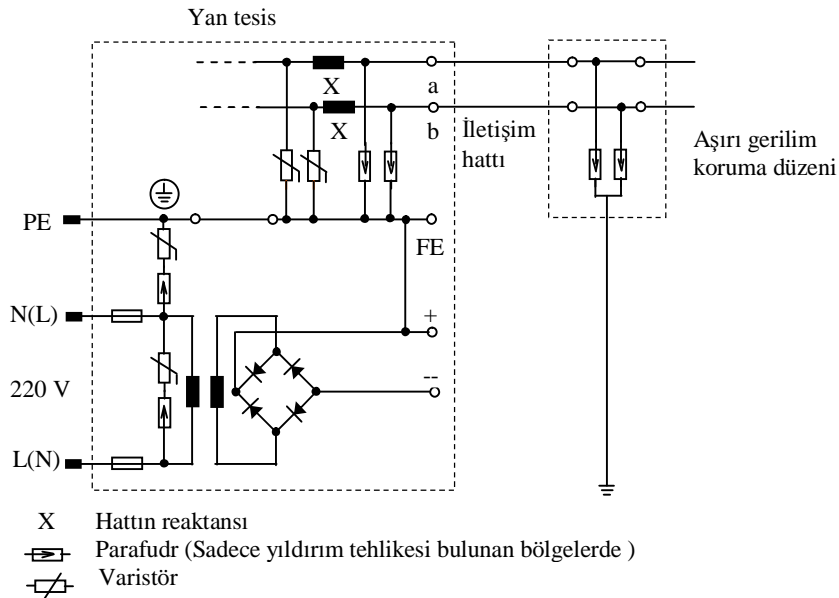 Yan tesis
X
a
X
b
İletişim
hattı
Aşırı gerilim
koruma düzeni
PE
FE
N(L)
+
--
220 V
L(N)
X Hattın reaktansı
Parafudr (Sadece yıldırım tehlikesi bulunan bölgelerde )
Varistör